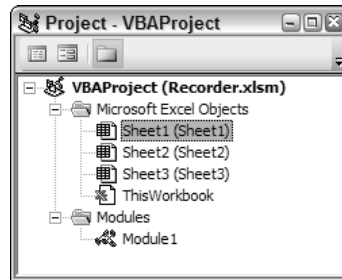 Project - VBAProject
VBAProject (Recorder.xlsm)
Microsoft Excel Objects
Sheet1 (Sheet1)
Sheet2 (Sheet2)
Sheet3 (Sheet3)
ThisWorkbook
Modules
Module1